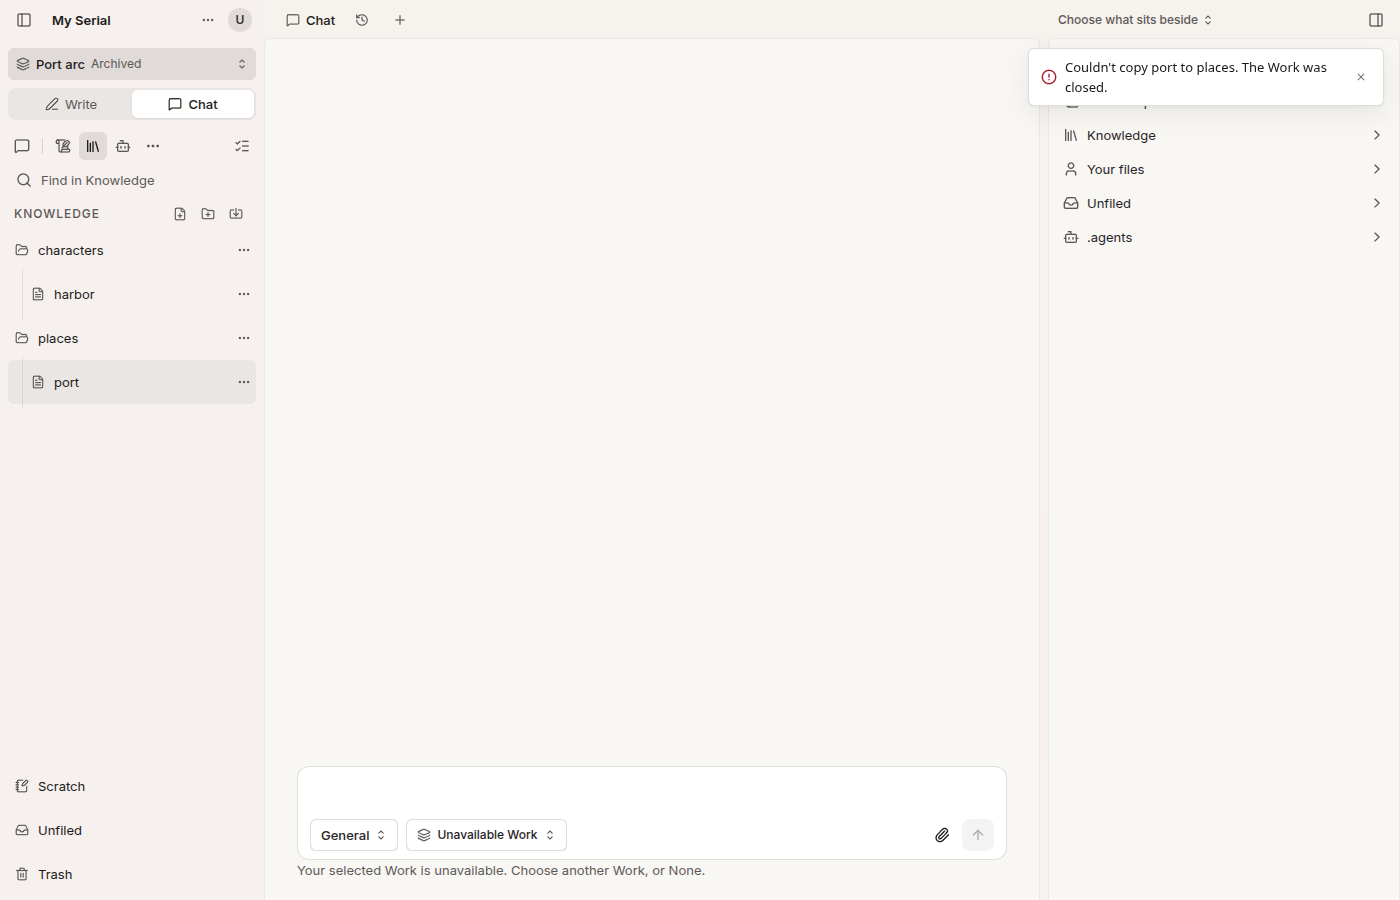 My Serial
U
Port arc Archived
Write
Chat
Find in Knowledge
KNOWLEDGE
characters
harbor
places
port
Scratch
Unfiled
Trash
Chat
General
Unavailable Work
Your selected Work is unavailable. Choose another Work, or None.
Choose what sits beside
Couldn't copy port to places. The Work was
closed.
Knowledge
Your files
Unfiled
.agents